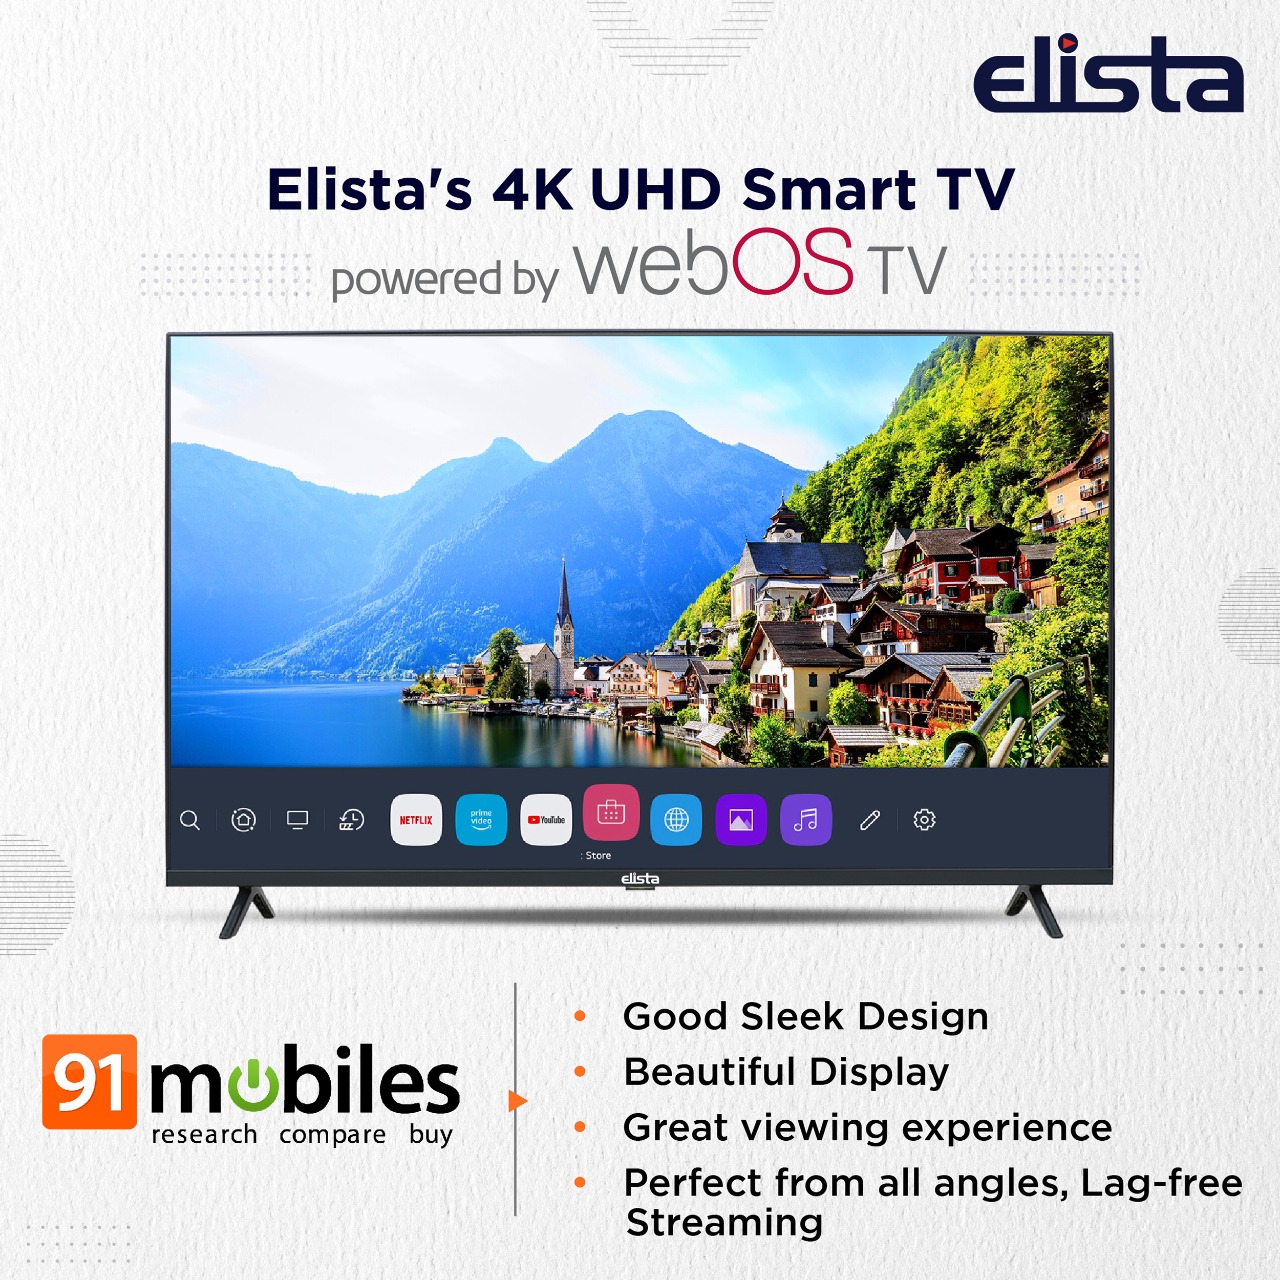 elista
Elista's 4K UHD Smart TV
powered by webOS TV
NETFLIX
prime
video
YouTube
: Store
elista
91 mobiles
research compare buy
• Good Sleek Design
• Beautiful Display
• Great viewing experience
• Perfect from all angles, Lag-free
Streaming